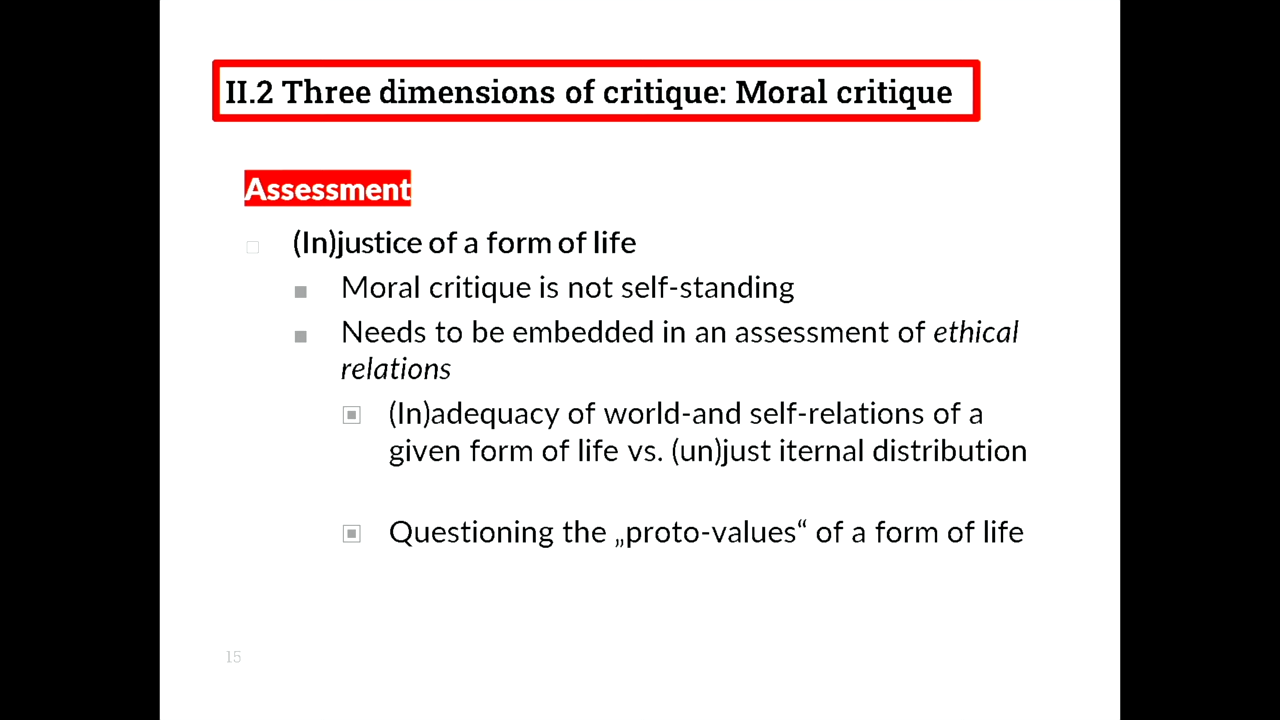 II.2 Three dimensions of critique: Moral critique
Assessment
(In)justice of a form of life
Moral critique is not self-standing
Needs to be embedded in an assessment of ethical
relations
(In)adequacy of world-and self-relations of a
given form of life vs. (un)just iternal distribution
Questioning the „proto-values“ of a form of life
15